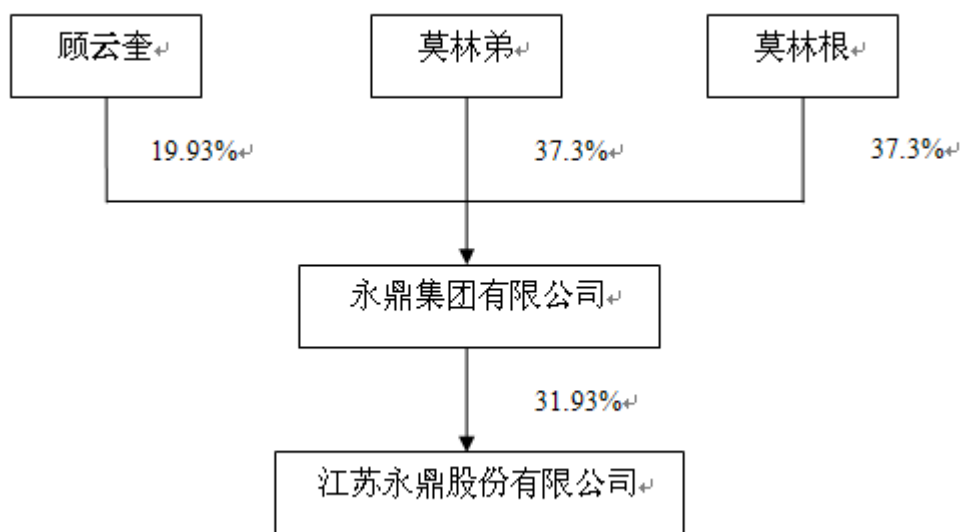 顾云奎
莫林弟
莫林根
19.93%
37.3%
37.3%
永鼎集团有限公司
31.93%
江苏永鼎股份有限公司